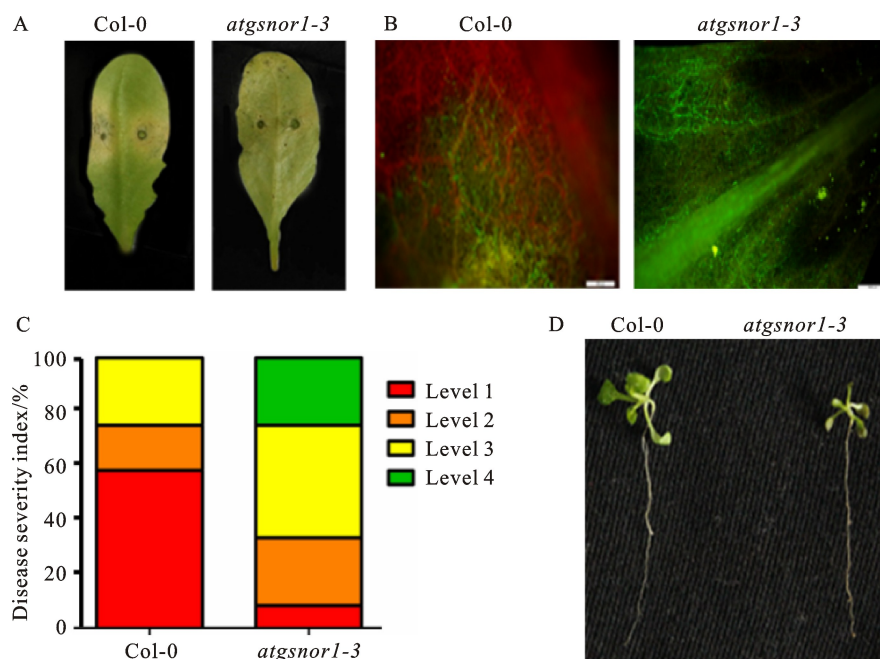 A
Col-0
atgsnor1-3
B
Col-0
atgsnor1-3
C
Disease severity index/%
100
80
60
40
20
0
Col-0
atgsnor1-3
Level 1
Level 2
Level 3
Level 4
D
Col-0
atgsnor1-3